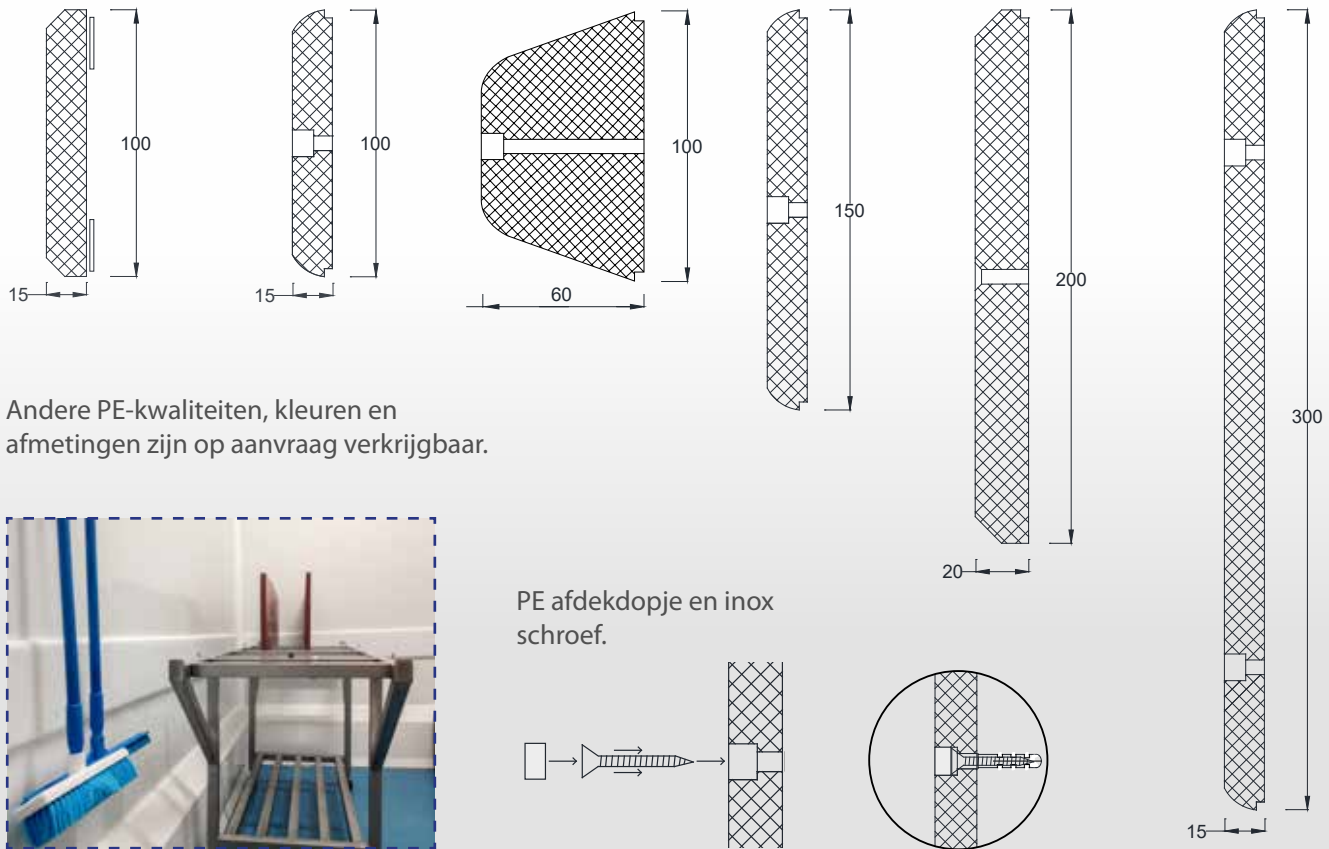 100
15
100
15
100
60
150
200
20
300
15
Andere PE-kwaliteiten, kleuren en
afmetingen zijn op aanvraag verkrijgbaar.
PE afdekdopje en inox
schroef.